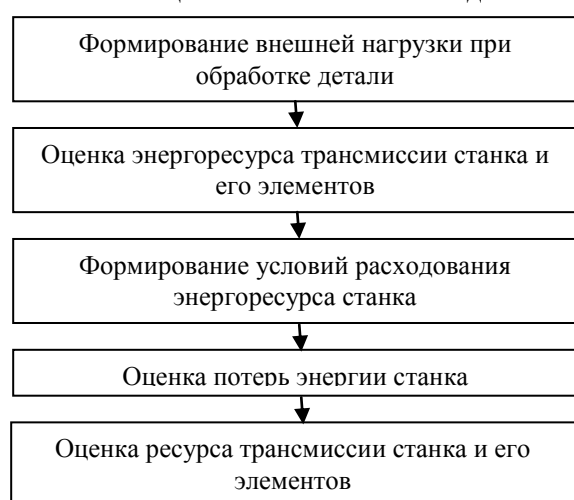 Формирование внешней нагрузки при
обработке детали
Оценка энергоресурса трансмиссии станка и
его элементов
Формирование условий расходования
энергоресурса станка
Оценка потерь энергии станка
Оценка ресурса трансмиссии станка и его
элементов